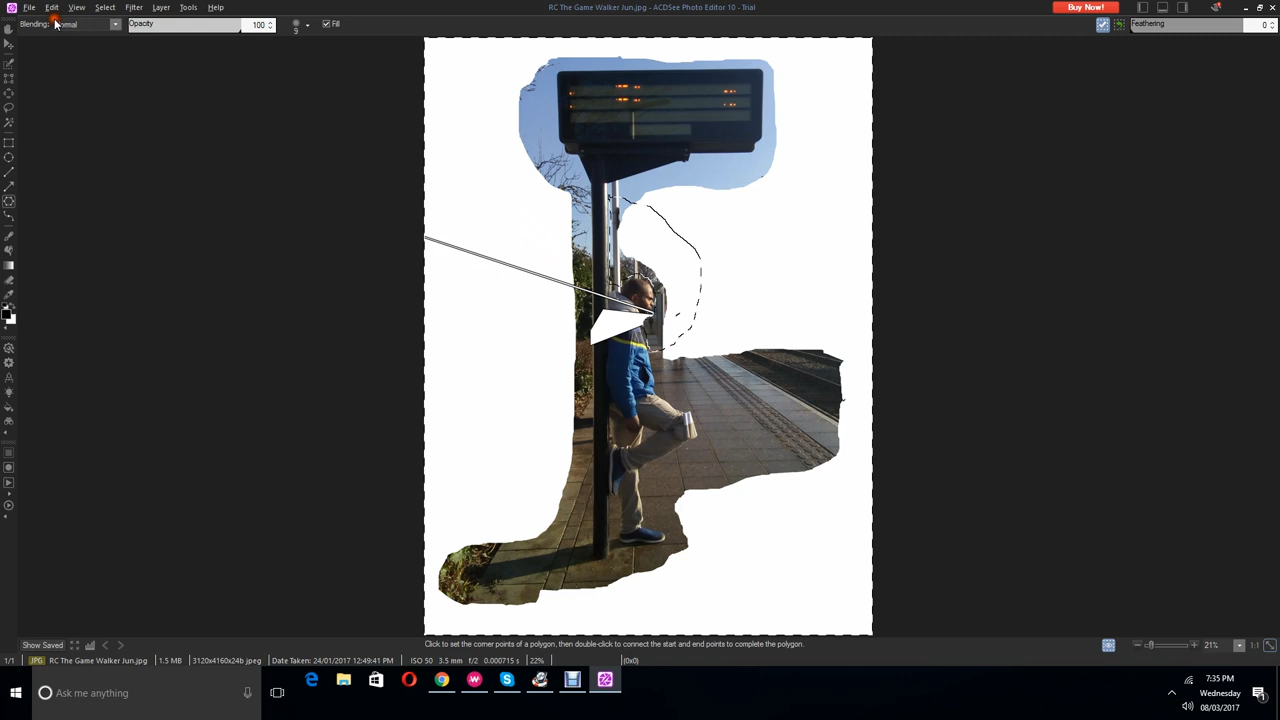 File Edit View Select Filter Layer Tools Help
RC The Game Walker Jun.jpg - ACDSee Photo Editor 10 - Trial
Buy Now!
Blending:
Opacity 100
Fill
Feathering 0
Show Saved
Click to set the corner points of a polygon, then double-click to connect the start and end points to complete the polygon.
21%
1:1
1/1 JPG RC The Game Walker Jun.jpg 1.5 MB 3120x4160x24b jpeg Date Taken: 24/01/2017 12:49:41 PM ISO 50 3.5 mm f/2 0.000715 s 22% (0x0)
7:35 PM
Ask me anything
Wednesday
08/03/2017